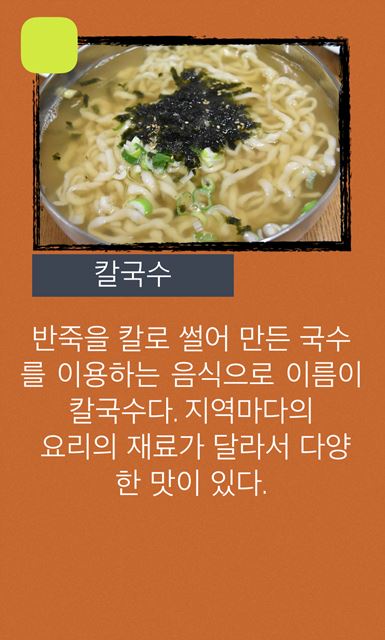 칼국수
반죽을 칼로 썰어 만든 국수
를 이용하는 음식으로 이름이
칼국수다. 지역마다의
요리의 재료가 달라서 다양
한 맛이 있다.